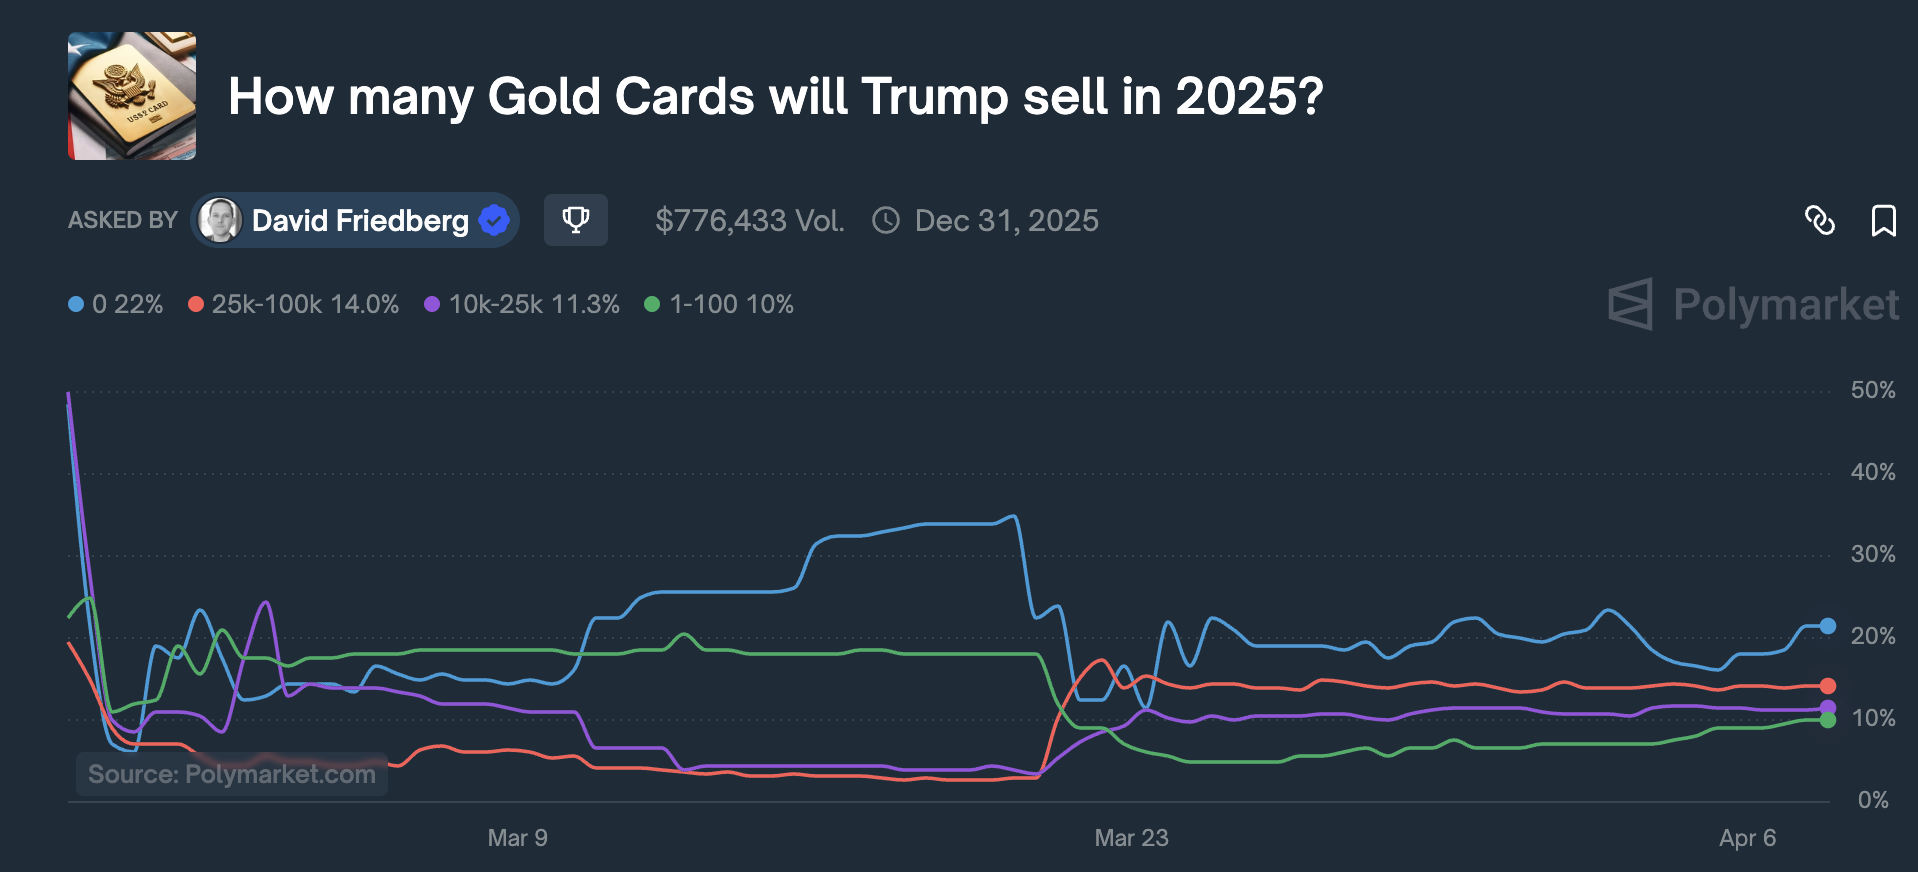 How many Gold Cards will Trump sell in 2025?
US$? CARD
ASKED BY David Friedberg $776,433 Vol. Dec 31, 2025
0 22% 25k-100k 14.0% 10k-25k 11.3% 1-100 10%
Polymarket
50%
40%
30%
20%
10%
0%
Source: Polymarket.com
Mar 9 Mar 23 Apr 6